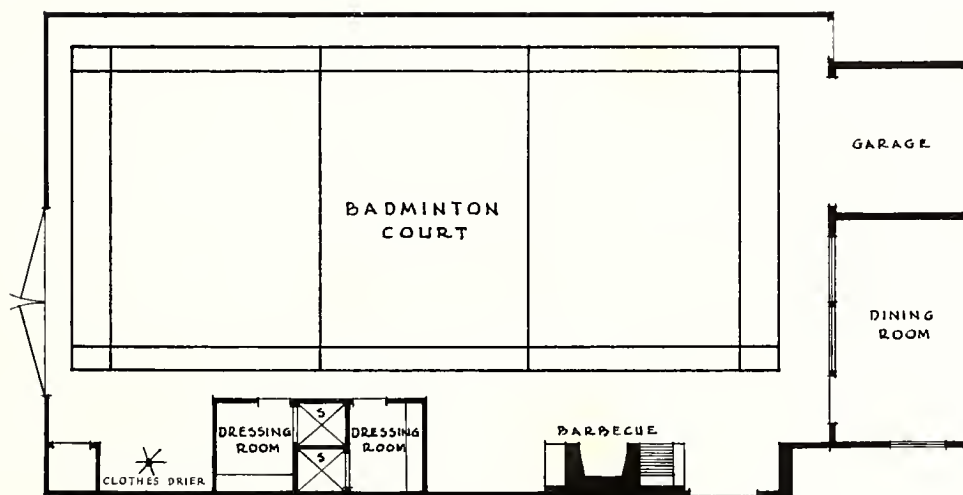 GARAGE
BADMINTON
COURT
DINING
ROOM
S
DRESSING
ROOM
DRESSING
ROOM
BARBECUE
S
CLOTHES DRIER